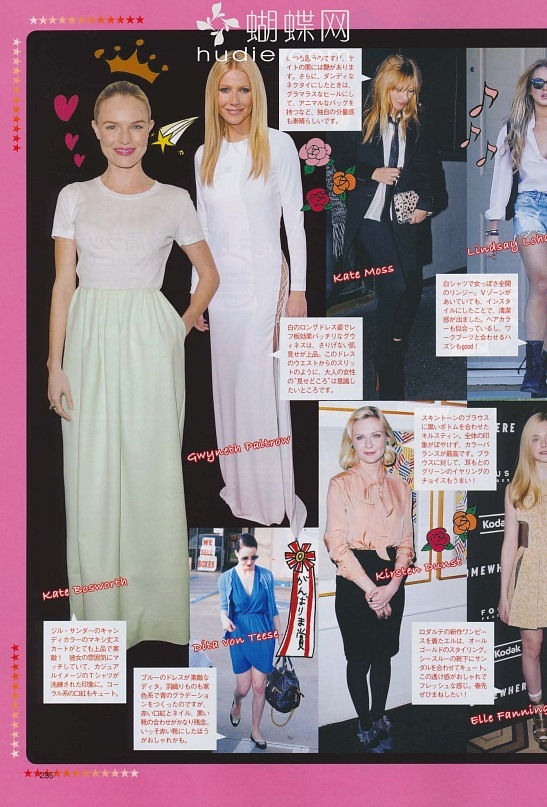 蝴蝶网
hudie
いつも思うのですが、ケ
イトの黒には艶がありま
す。さらに、ダンディな
ネクタイにしたときは、
グラマラスなヒールにし
て、アニマルなバッグを
持つなど、独自の分量感
も素晴らしいです。
Kate Moss
Lindsay Loha
白シャツで女っぽさ全開
のリンジー。Vゾーンが
あいていても、インスタ
イルにしたことで、清潔
感が出ました。ヘアカラ
ーも似合っているし、ワ
ークブーツと合わせるハ
ズシもgood！
白のロングドレス姿でレ
フ板効果バッチリなグウ
ィネスは、さりげない肌
見せが上品。このドレス
のウエストからのスリッ
トのように、大人の女性
の“見せどころ”は意識し
たいところです。
Gwyneth Paltrow
スキントーンのブラウス
に黒いボトムを合わせた
キルスティン。全体の印
象がぼやけず、カラーバ
ランスが最高です。ブラ
ウスに対して、耳もとの
グリーンのイヤリングの
チョイスもうまい！
Kirsten Dunst
Kate Bosworth
ジル・サンダーのキャン
ディカラーのマキシ丈ス
カートがとても上品で素
敵！ 彼女の雰囲気にマ
ッチしていて、カジュア
ルイメージのTシャツが
洗練された印象に。コー
ラル系の口紅もキュート。
WE
SELL
BOXES
がんばりま賞
Dita von Teese
ブルーのドレスが素敵な
ディタ。羽織りものも寒
色系で青のグラデーショ
ンをつくったのですが、
赤い口紅とネイル、黒い
靴の合わせがかなり残念。
いっそ赤い靴にしたほう
がおしゃれかも。
ロダルテの新作ワンピー
スを着たエルは、オール
ゴールドのスタイリング。
シースルーの靴下にサン
ダルを合わせてキュート。
この透け感がおしゃれで
フレッシュな感じ。春先
ぜひまねしたい！
Elle Fanning
Kodak
Kodak
286